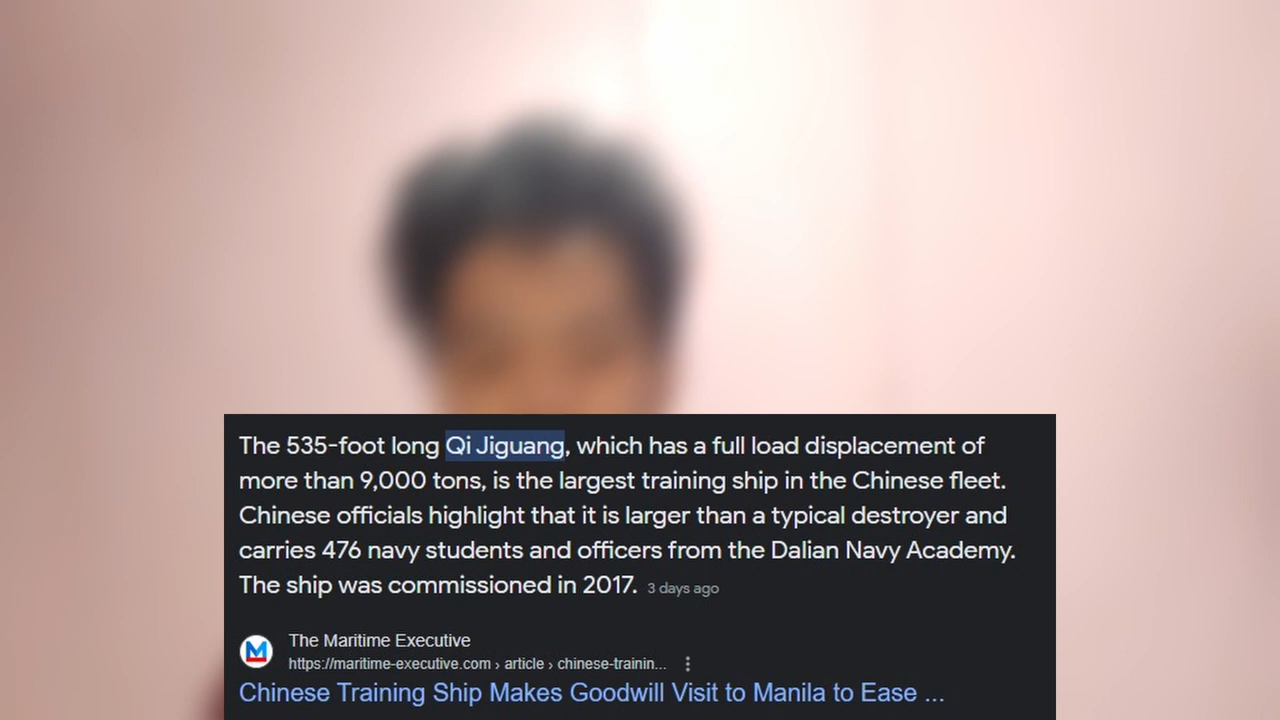 The 535-foot long Qi Jiguang, which has a full load displacement of
more than 9,000 tons, is the largest training ship in the Chinese fleet.
Chinese officials highlight that it is larger than a typical destroyer and
carries 476 navy students and officers from the Dalian Navy Academy.
The ship was commissioned in 2017. 3 days ago
The Maritime Executive
https://maritime-executive.com › article › chinese-trainin...
Chinese Training Ship Makes Goodwill Visit to Manila to Ease ...